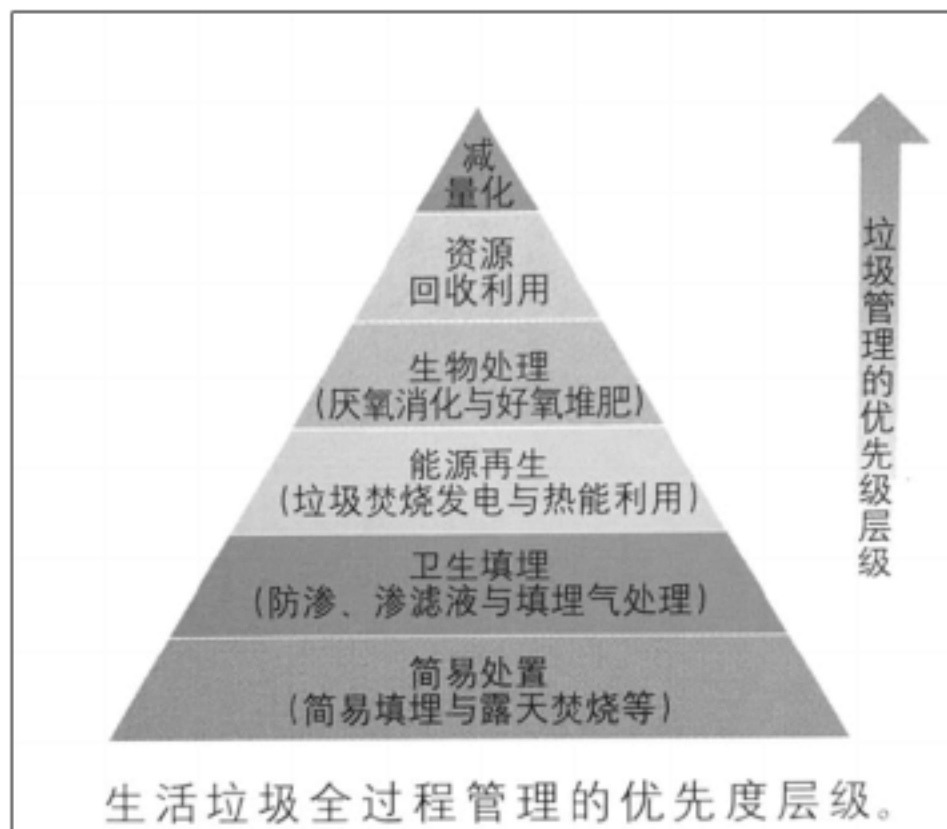 减
量化
资源
回收利用
生物处理
(厌氧消化与好氧堆肥)
能源再生
(垃圾焚烧发电与热能利用)
卫生填埋
(防渗、渗滤液与填埋气处理)
简易处置
(简易填埋与露天焚烧等)
垃圾管理的优先级层级
生活垃圾全过程管理的优先度层级。